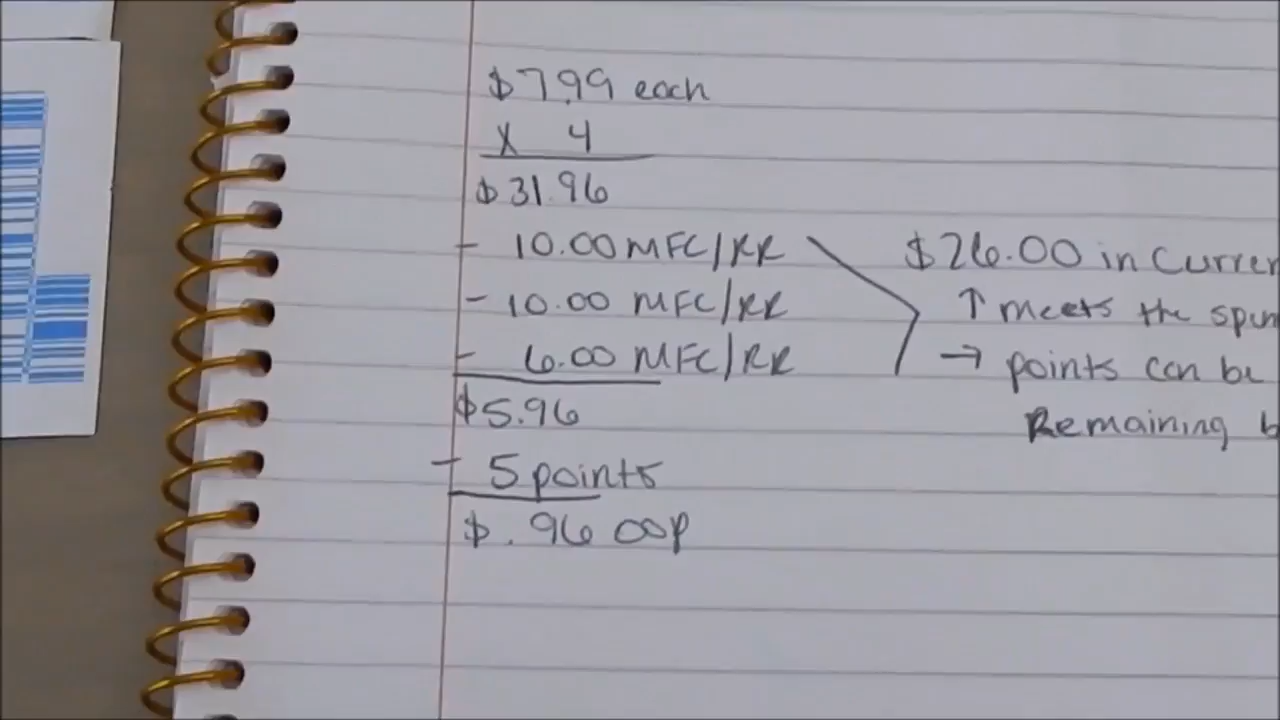 $7.99 each
x 4
$31.96
- 10.00 MFC/RR
- 10.00 MFC/RR
- 6.00 MFC/RR
$5.96
- 5 points
$.96 OOP
$26.00 in
↑ meets the
→ points can be
Remaining